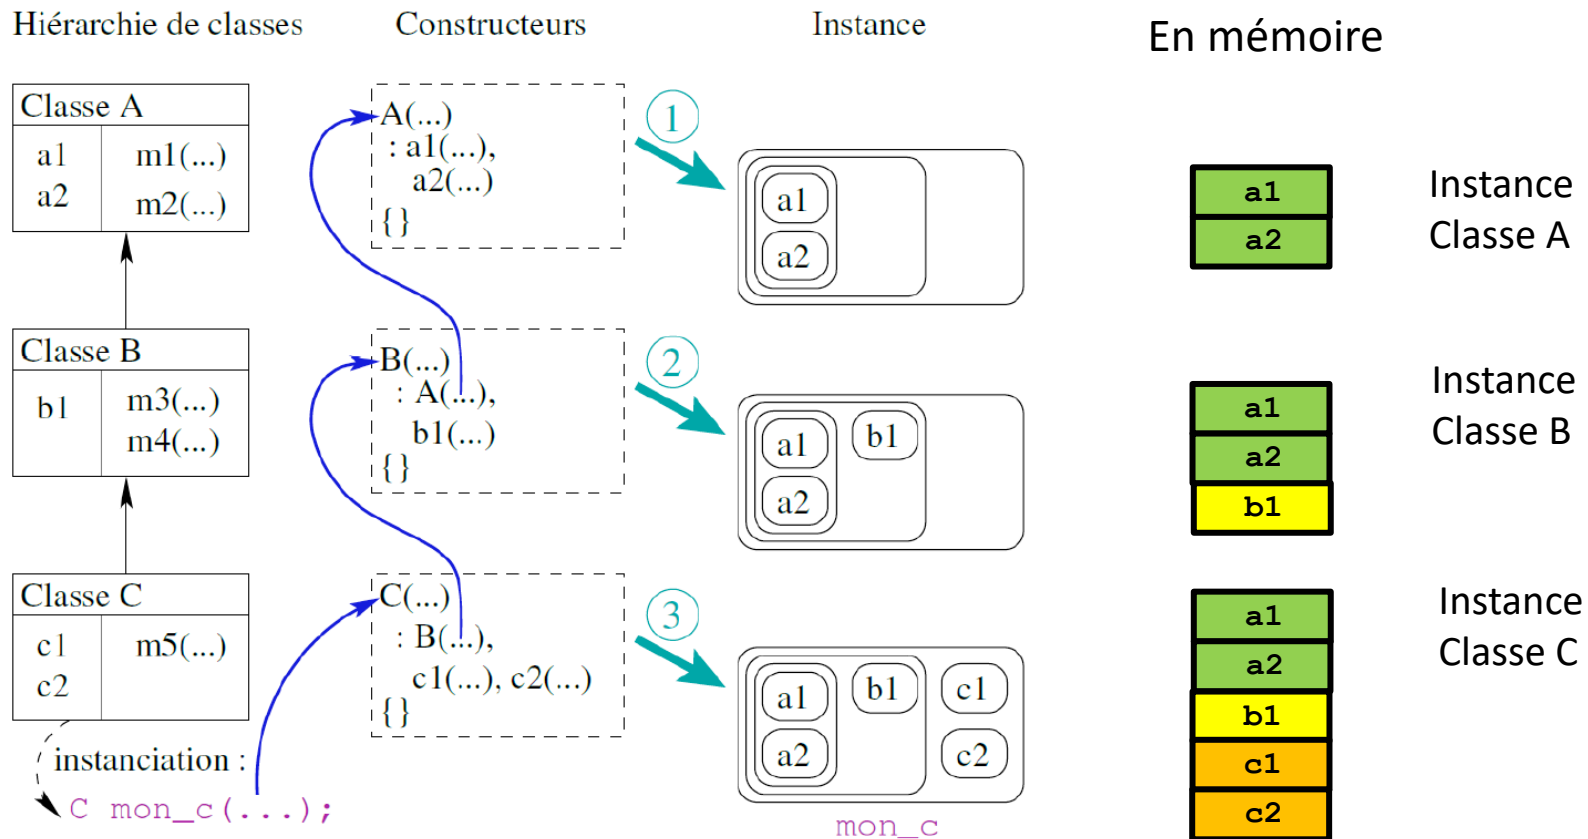 Hiérarchie de classes
Constructeurs
Instance
En mémoire
Classe A
a1 m1(...)
a2 m2(...)
A(...)
: a1(...),
a2(...)
{}
1
a1
a2
a1
a2
Instance
Classe A
Classe B
b1 m3(...)
m4(...)
B(...)
: A(...),
b1(...)
{}
2
a1 b1
a2
a1
a2
b1
Instance
Classe B
Classe C
c1 m5(...)
c2
C(...)
: B(...),
c1(...), c2(...)
{}
3
a1 b1 c1
a2 c2
a1
a2
b1
c1
c2
Instance
Classe C
instanciation :
C mon_c(...);
mon_c